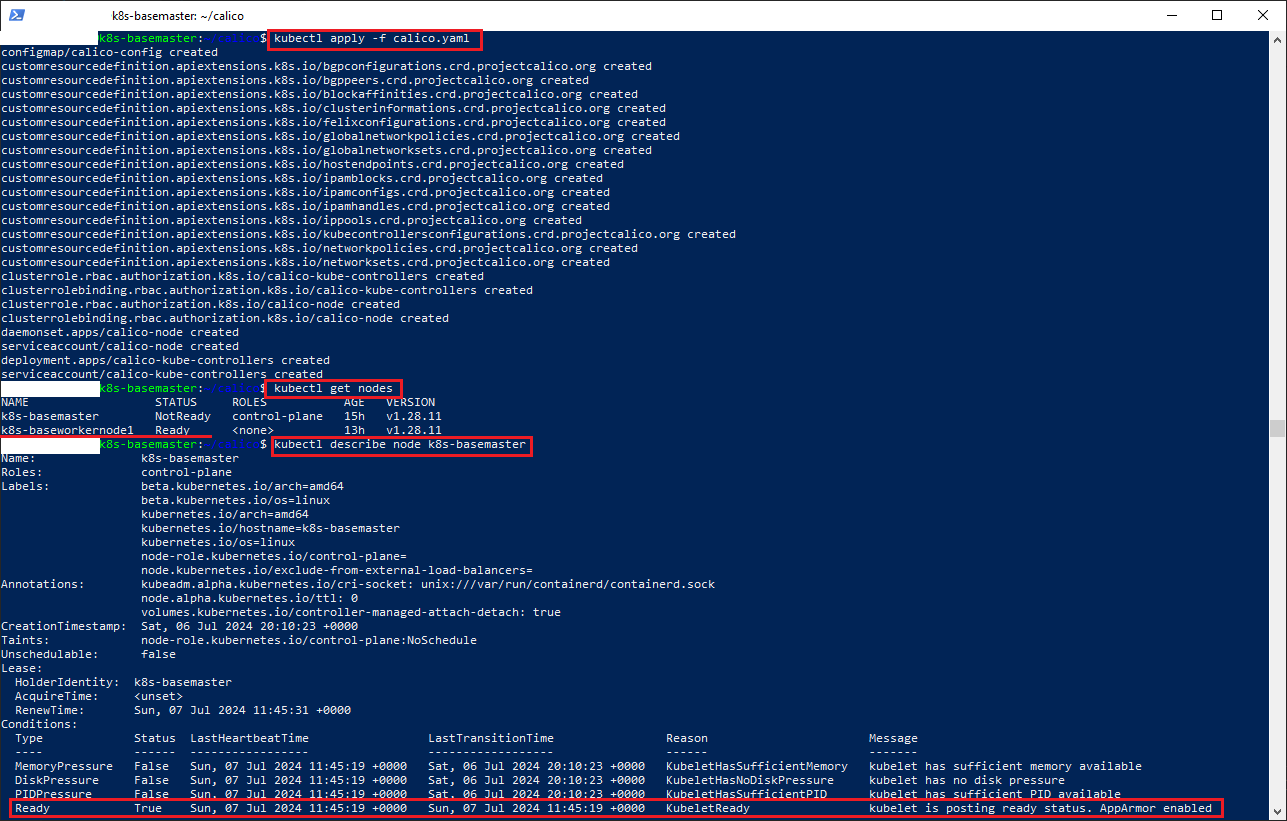 k8s-basemaster: ~/calico
k8s-basemaster:~/calico$ kubectl apply -f calico.yaml
configmap/calico-config created
customresourcedefinition.apiextensions.k8s.io/bgpconfigurations.crd.projectcalico.org created
customresourcedefinition.apiextensions.k8s.io/bgppeers.crd.projectcalico.org created
customresourcedefinition.apiextensions.k8s.io/blockaffinities.crd.projectcalico.org created
customresourcedefinition.apiextensions.k8s.io/clusterinformations.crd.projectcalico.org created
customresourcedefinition.apiextensions.k8s.io/felixconfigurations.crd.projectcalico.org created
customresourcedefinition.apiextensions.k8s.io/globalnetworkpolicies.crd.projectcalico.org created
customresourcedefinition.apiextensions.k8s.io/globalnetworksets.crd.projectcalico.org created
customresourcedefinition.apiextensions.k8s.io/hostendpoints.crd.projectcalico.org created
customresourcedefinition.apiextensions.k8s.io/ipamblocks.crd.projectcalico.org created
customresourcedefinition.apiextensions.k8s.io/ipamconfigs.crd.projectcalico.org created
customresourcedefinition.apiextensions.k8s.io/ipamhandles.crd.projectcalico.org created
customresourcedefinition.apiextensions.k8s.io/ippools.crd.projectcalico.org created
customresourcedefinition.apiextensions.k8s.io/kubecontrollersconfigurations.crd.projectcalico.org created
customresourcedefinition.apiextensions.k8s.io/networkpolicies.crd.projectcalico.org created
customresourcedefinition.apiextensions.k8s.io/networksets.crd.projectcalico.org created
clusterrole.rbac.authorization.k8s.io/calico-kube-controllers created
clusterrolebinding.rbac.authorization.k8s.io/calico-kube-controllers created
clusterrole.rbac.authorization.k8s.io/calico-node created
clusterrolebinding.rbac.authorization.k8s.io/calico-node created
daemonset.apps/calico-node created
serviceaccount/calico-node created
deployment.apps/calico-kube-controllers created
serviceaccount/calico-kube-controllers created
k8s-basemaster:~/calico$ kubectl get nodes
NAME STATUS ROLES AGE VERSION
k8s-basemaster NotReady control-plane 15h v1.28.11
k8s-baseworkernode1 Ready <none> 13h v1.28.11
k8s-basemaster:~/calico$ kubectl describe node k8s-basemaster
Name: k8s-basemaster
Roles: control-plane
Labels: beta.kubernetes.io/arch=amd64
beta.kubernetes.io/os=linux
kubernetes.io/arch=amd64
kubernetes.io/hostname=k8s-basemaster
kubernetes.io/os=linux
node-role.kubernetes.io/control-plane=
node.kubernetes.io/exclude-from-external-load-balancers=
Annotations: kubeadm.alpha.kubernetes.io/cri-socket: unix:///var/run/containerd/containerd.sock
node.alpha.kubernetes.io/ttl: 0
volumes.kubernetes.io/controller-managed-attach-detach: true
CreationTimestamp: Sat, 06 Jul 2024 20:10:23 +0000
Taints: node-role.kubernetes.io/control-plane:NoSchedule
Unschedulable: false
Lease:
HolderIdentity: k8s-basemaster
AcquireTime: <unset>
RenewTime: Sun, 07 Jul 2024 11:45:31 +0000
Conditions:
Type Status LastHeartbeatTime LastTransitionTime Reason Message
---- ------ ----------------- ------------------ ------ -------
MemoryPressure False Sun, 07 Jul 2024 11:45:19 +0000 Sat, 06 Jul 2024 20:10:23 +0000 KubeletHasSufficientMemory kubelet has sufficient memory available
DiskPressure False Sun, 07 Jul 2024 11:45:19 +0000 Sat, 06 Jul 2024 20:10:23 +0000 KubeletHasNoDiskPressure kubelet has no disk pressure
PIDPressure False Sun, 07 Jul 2024 11:45:19 +0000 Sat, 06 Jul 2024 20:10:23 +0000 KubeletHasSufficientPID kubelet has sufficient PID available
Ready True Sun, 07 Jul 2024 11:45:19 +0000 Sun, 07 Jul 2024 11:45:19 +0000 KubeletReady kubelet is posting ready status. AppArmor enabled